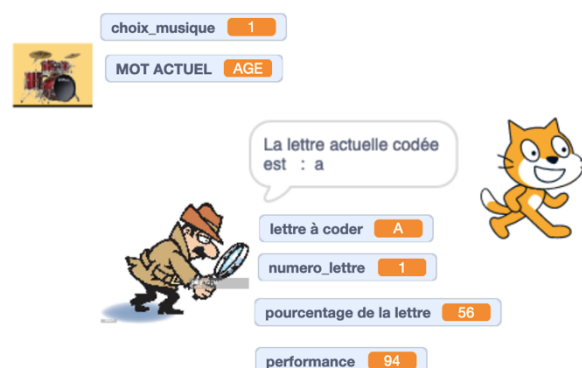 choix_musique 1
MOT ACTUEL AGE
La lettre actuelle codée
est : a
lettre à coder A
numero_lettre 1
pourcentage de la lettre 56
performance 94